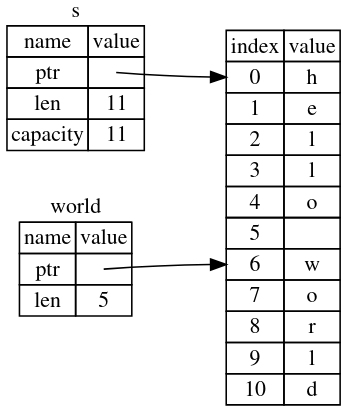 s
name value
ptr
len 11
capacity 11
world
name value
ptr
len 5
index value
0 h
1 e
2 l
3 l
4 o
5
6 w
7 o
8 r
9 l
10 d